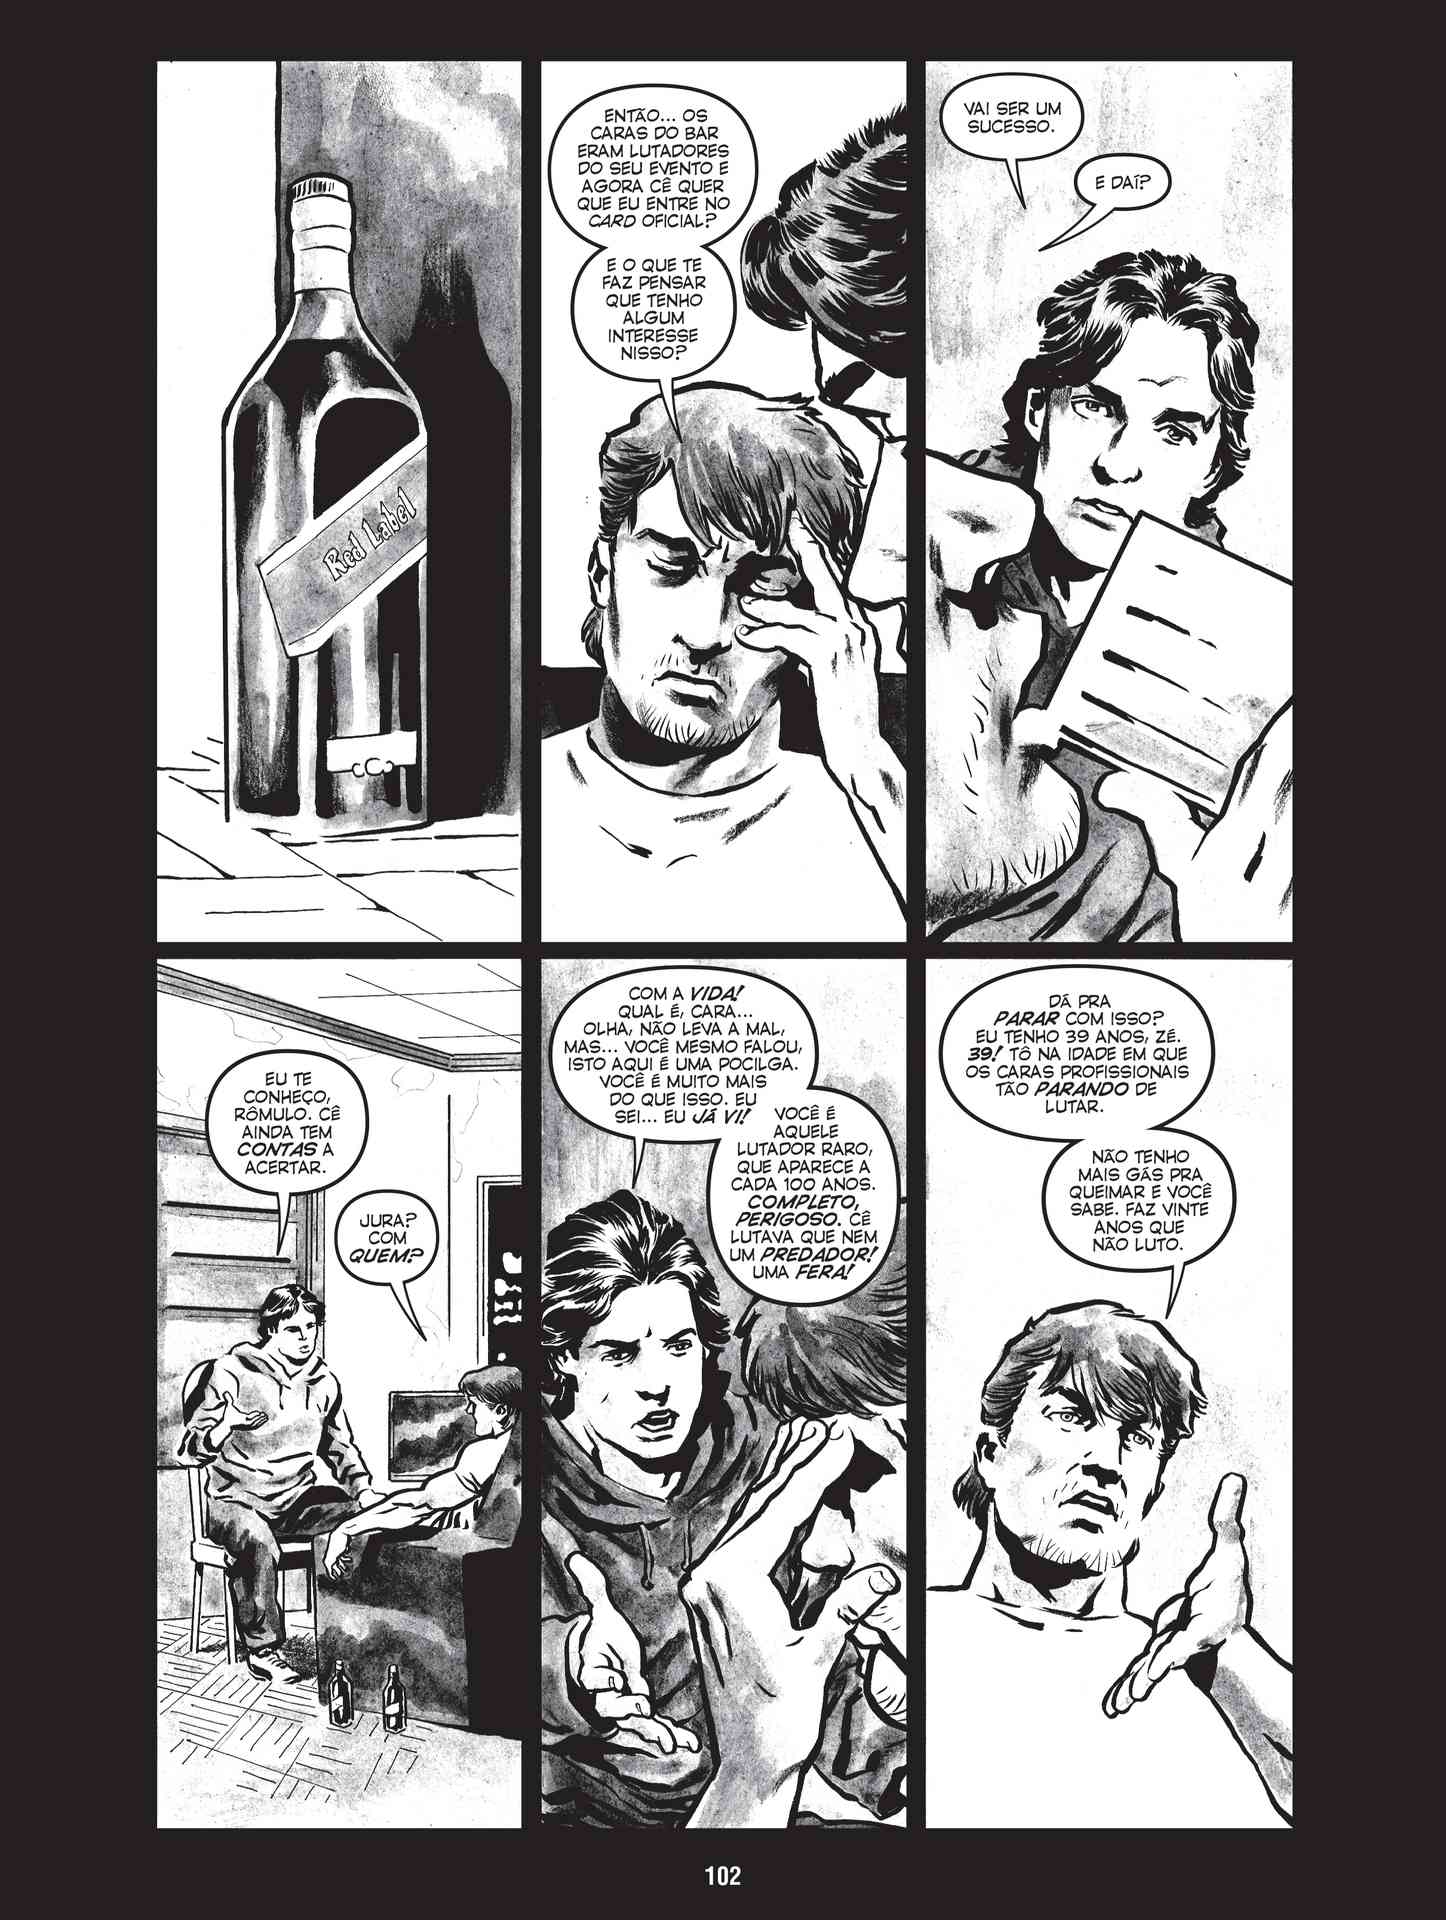 Red Label
ENTÃO... OS
CARAS DO BAR
ERAM LUTADORES
DO SEU EVENTO E
AGORA CÊ QUER
QUE EU ENTRE NO
CARD OFICIAL?
E O QUE TE
FAZ PENSAR
QUE TENHO
ALGUM
INTERESSE
NISSO?
VAI SER UM
SUCESSO.
E DAÍ?
EU TE
CONHEÇO,
RÔMULO. CÊ
AINDA TEM
CONTAS A
ACERTAR.
JURA?
COM
QUEM?
COM A VIDA!
QUAL É, CARA...
OLHA, NÃO LEVA A MAL,
MAS... VOCÊ MESMO FALOU,
ISTO AQUI É UMA POCILGA.
VOCÊ É MUITO MAIS
DO QUE ISSO. EU
SEI... EU JÁ VI!
VOCÊ É
AQUELE
LUTADOR RARO,
QUE APARECE A
CADA 100 ANOS.
COMPLETO,
PERIGOSO. CÊ
LUTAVA QUE NEM
UM PREDADOR!
UMA FERA!
DÁ PRA
PARAR COM ISSO?
EU TENHO 39 ANOS, ZÉ.
39! TÔ NA IDADE EM QUE
OS CARAS PROFISSIONAIS
TÃO PARANDO DE
LUTAR.
NÃO TENHO
MAIS GÁS PRA
QUEIMAR E VOCÊ
SABE. FAZ VINTE
ANOS QUE
NÃO LUTO.
102